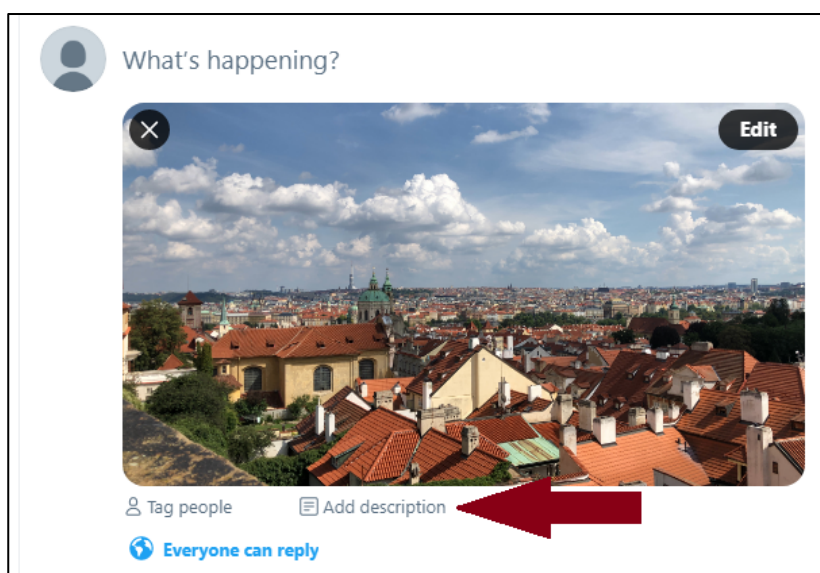 What's happening?
Edit
Tag people
Add description
Everyone can reply